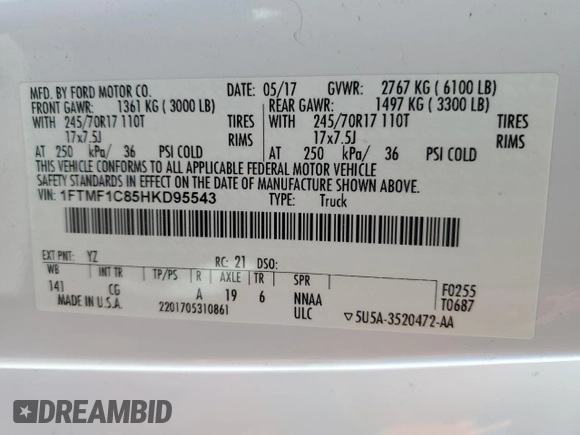 MFD. BY FORD MOTOR CO. DATE: 05/17 GVWR: 2767 KG ( 6100 LB)
FRONT GAWR: 1361 KG ( 3000 LB) REAR GAWR: 1497 KG ( 3300 LB)
WITH 245/70R17 110T TIRES WITH 245/70R17 110T TIRES
17x7.5J RIMS 17x7.5J RIMS
AT 250 kPa/ 36 PSI COLD AT 250 kPa/ 36 PSI COLD
THIS VEHICLE CONFORMS TO ALL APPLICABLE FEDERAL MOTOR VEHICLE
SAFETY STANDARDS IN EFFECT ON THE DATE OF MANUFACTURE SHOWN ABOVE.
VIN: 1FTMF1C85HKD95543 TYPE: Truck
EXT PNT: YZ RC: 21 DSO:
WB INT TR TP/PS R AXLE TR SPR F0255
141 CG A 19 6 NNAA T0687
MADE IN U.S.A. 2201705310861 ULC ▽5U5A-3520472-AA
DREAMBID